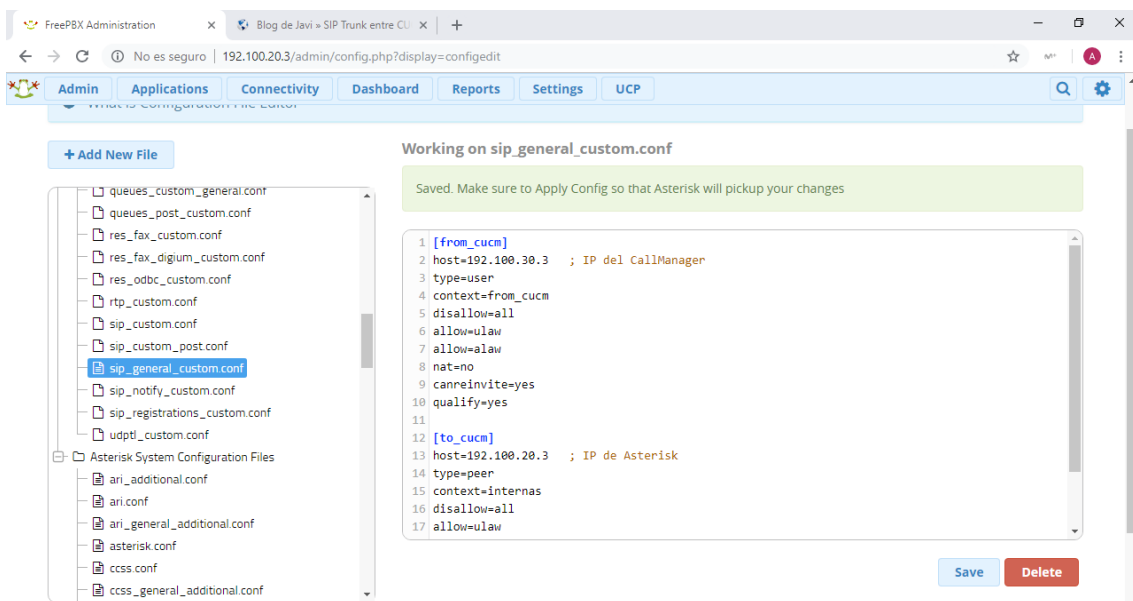 FreePBX Administration
Blog de Javi » SIP Trunk entre CU
No es seguro | 192.100.20.3/admin/config.php?display=configedit
A
Admin Applications Connectivity Dashboard Reports Settings UCP
What is Configuration File Editor
+ Add New File
queues_custom_general.conf
queues_post_custom.conf
res_fax_custom.conf
res_fax_digium_custom.conf
res_odbc_custom.conf
rtp_custom.conf
sip_custom.conf
sip_custom_post.conf
sip_general_custom.conf
sip_notify_custom.conf
sip_registrations_custom.conf
udptl_custom.conf
Asterisk System Configuration Files
ari_additional.conf
ari.conf
ari_general_additional.conf
asterisk.conf
ccss.conf
ccss_general_additional.conf
Working on sip_general_custom.conf
Saved. Make sure to Apply Config so that Asterisk will pickup your changes
1 [from_cucm]
2 host=192.100.30.3 ; IP del CallManager
3 type=user
4 context=from_cucm
5 disallow=all
6 allow=ulaw
7 allow=alaw
8 nat=no
9 canreinvite=yes
10 qualify=yes
11
12 [to_cucm]
13 host=192.100.20.3 ; IP de Asterisk
14 type=peer
15 context=internas
16 disallow=all
17 allow=ulaw
Save Delete